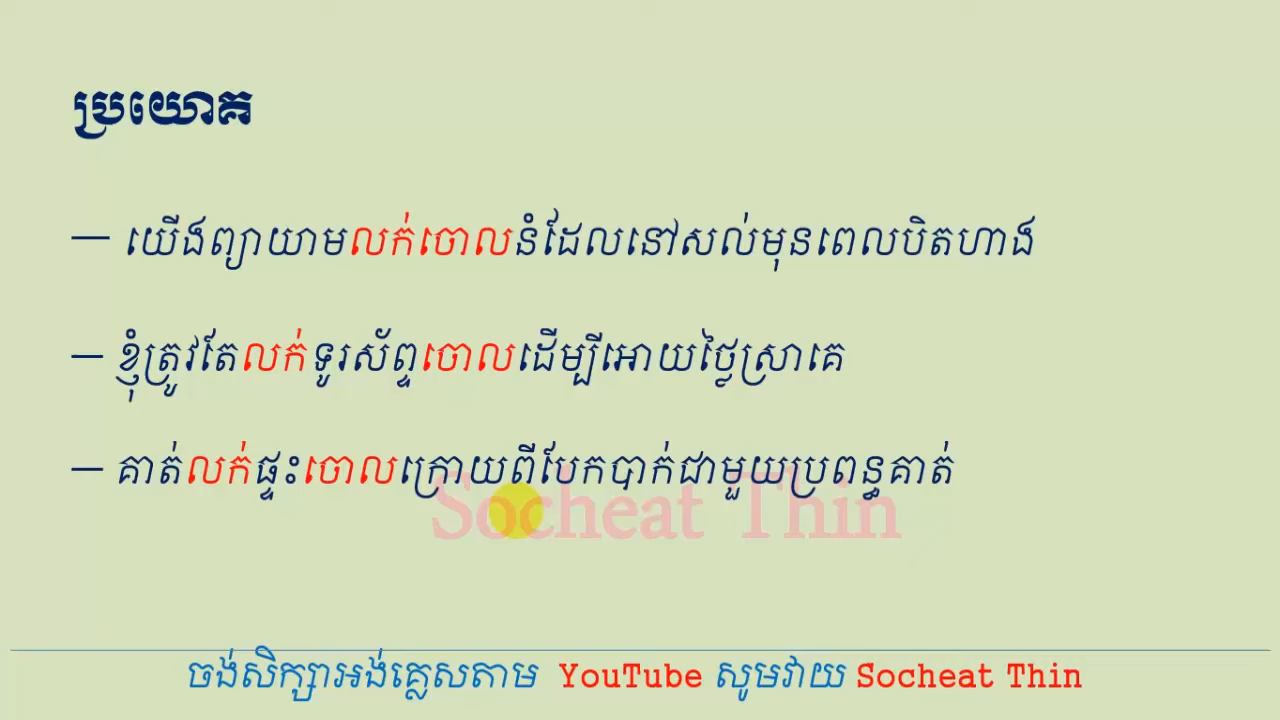 ប្រយោគ
— យើងព្យាយាមលក់ចោលនំដែលនៅសល់មុនពេលបិតហាង
— ខ្ញុំត្រូវតែលក់ទូរស័ព្ទចោលដើម្បីអោយថ្លៃស្រាគេ
— គាត់លក់ផ្ទះចោលក្រោយពីបែកបាក់ជាមួយប្រពន្ធគាត់
Socheat Thin
ចង់សិក្សាអង់គ្លេសតាម YouTube សូមវាយ Socheat Thin